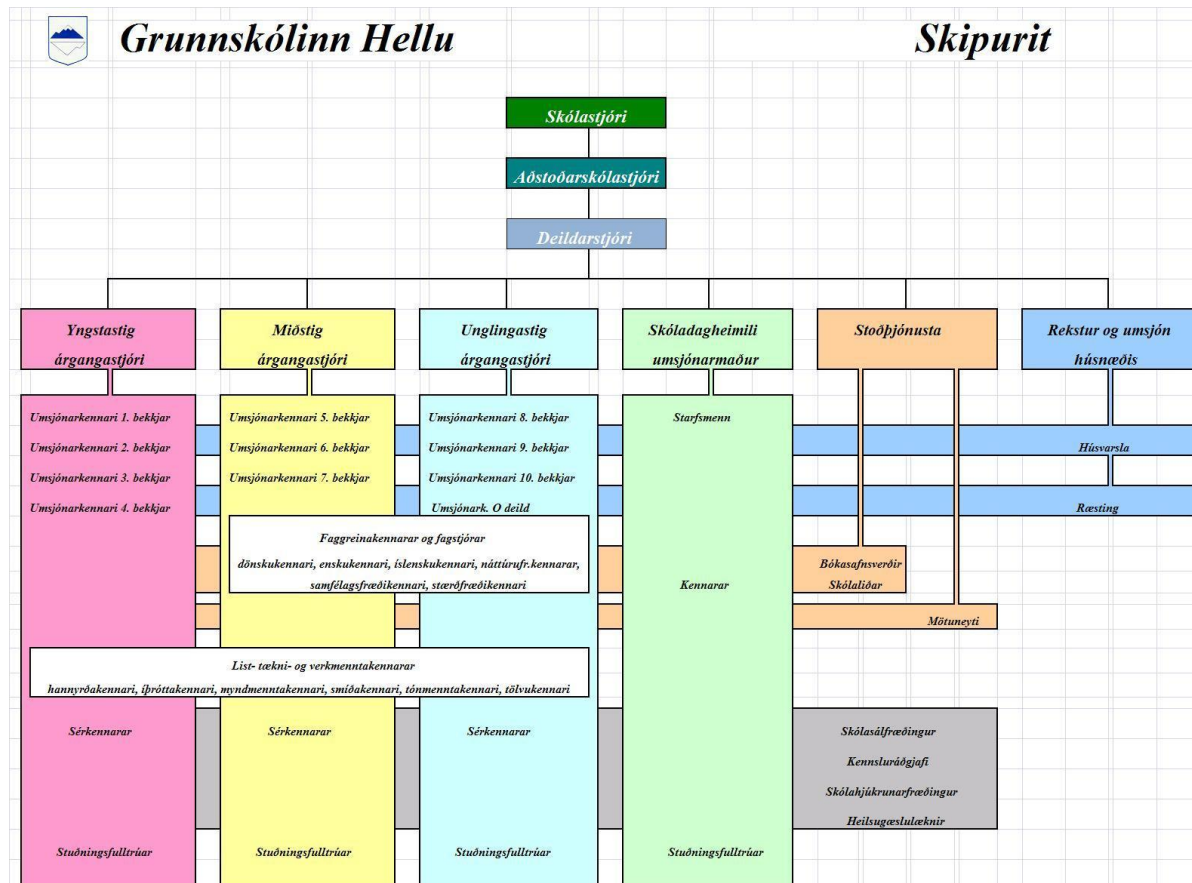 Grunnskólinn Hellu
Skipurit
Skólastjóri
Aðstoðarskólastjóri
Deildarstjóri
Yngstastig
árgangastjóri
Miðstig
árgangastjóri
Unglingastig
árgangastjóri
Skóladagheimili
umsjónarmaður
Stoðþjónusta
Rekstur og umsjón
húsnæðis
Umsjónarkennari 1. bekkjar
Umsjónarkennari 2. bekkjar
Umsjónarkennari 3. bekkjar
Umsjónarkennari 4. bekkjar
Umsjónarkennari 5. bekkjar
Umsjónarkennari 6. bekkjar
Umsjónarkennari 7. bekkjar
Umsjónarkennari 8. bekkjar
Umsjónarkennari 9. bekkjar
Umsjónarkennari 10. bekkjar
Umsjónark. O deild
Starfsmenn
Húsvarsla
Ræsting
Faggreinakennarar og fagstjórar
dönskukennari, enskukennari, íslenskukennari, náttúrufr.kennarar,
samfélagsfræðikennari, stærðfræðikennari
Kennarar
Bókasafnsverðir
Skólaliðar
Mötuneyti
List- tækni- og verkmenntakennarar
hannyrðakennari, íþróttakennari, myndmenntakennari, smíðakennari, tónmenntakennari, tölvukennari
Sérkennarar
Sérkennarar
Sérkennarar
Skólasálfræðingur
Kennsluráðgjafi
Skólahjúkrunarfræðingur
Heilsugæslulæknir
Stuðningsfulltrúar
Stuðningsfulltrúar
Stuðningsfulltrúar
Stuðningsfulltrúar